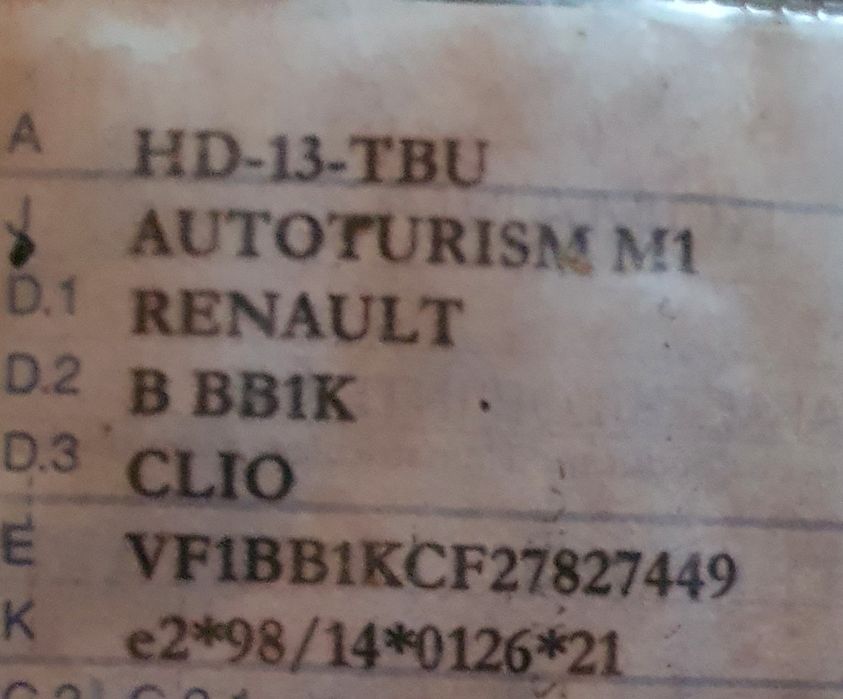 A HD-13-TBU
J AUTOTURISM M1
D.1 RENAULT
D.2 B BB1K
D.3 CLIO
E VF1BB1KCF27827449
K e2*98/14*0126*21